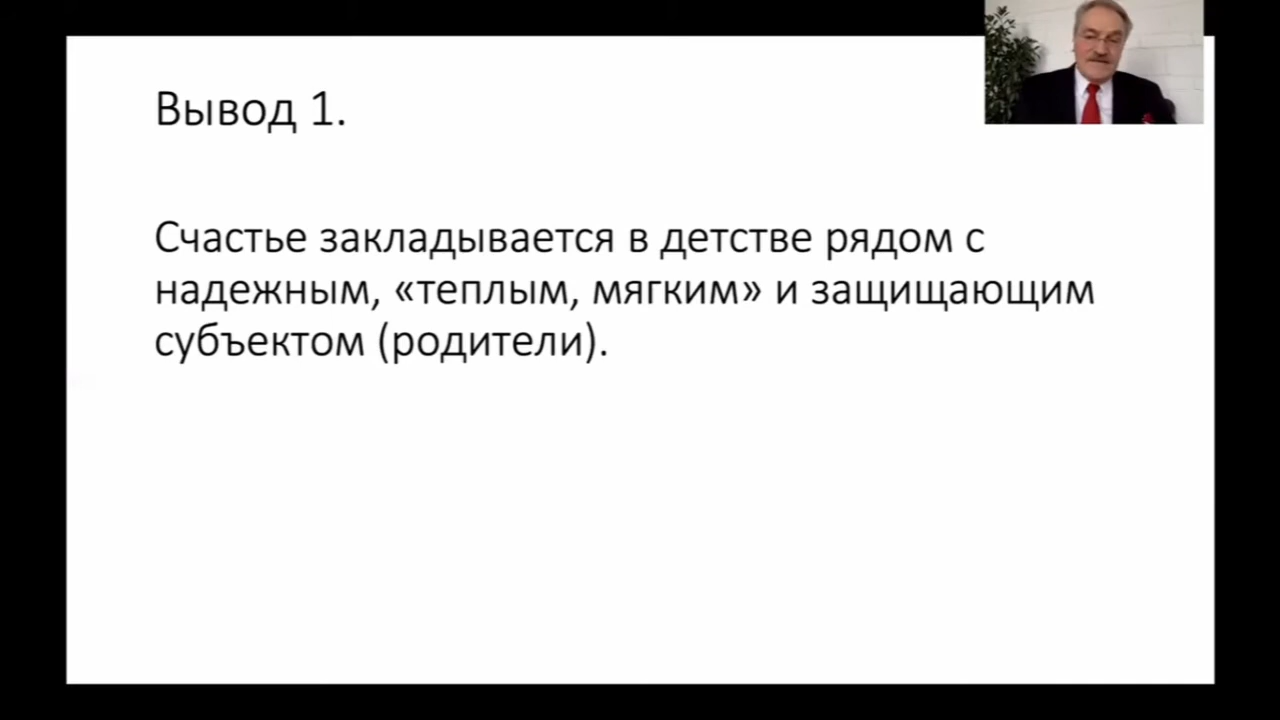 Вывод 1.
Счастье закладывается в детстве рядом с
надежным, «теплым, мягким» и защищающим
субъектом (родители).